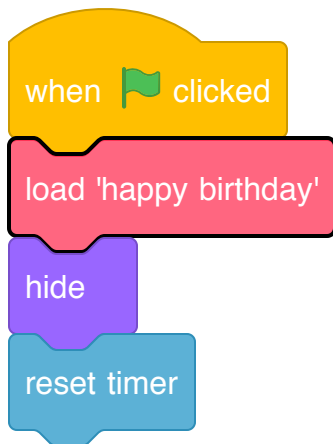 when clicked
load 'happy birthday'
hide
reset timer